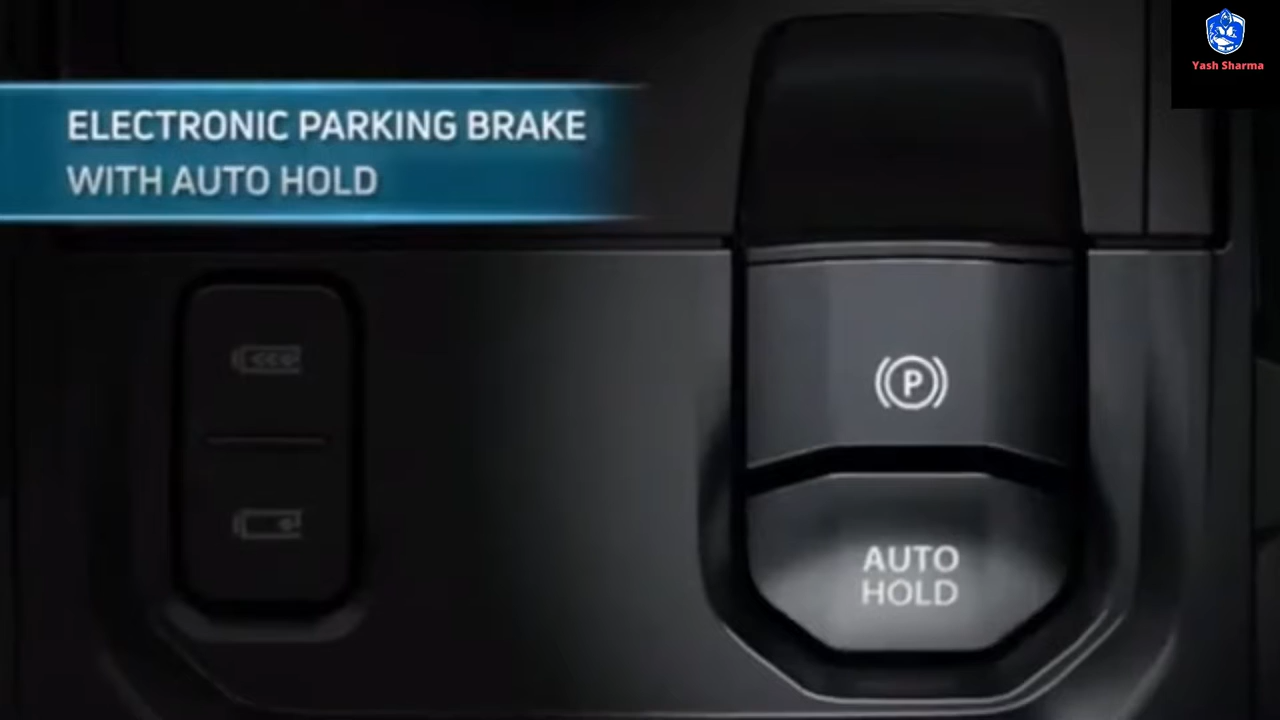 Yash Sharma
ELECTRONIC PARKING BRAKE
WITH AUTO HOLD
P
AUTO
HOLD